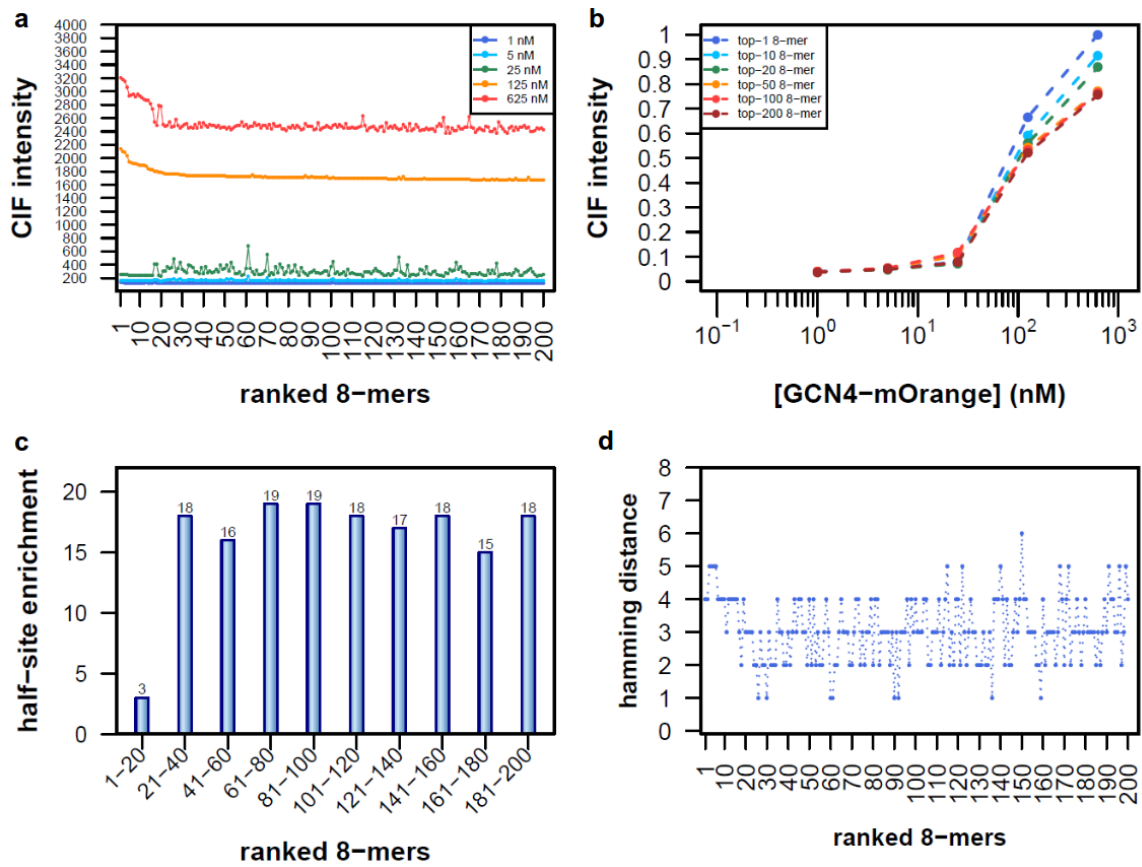 a
CIF intensity
4000
3800
3600
3400
3200
3000
2800
2600
2400
2200
2000
1800
1600
1400
1200
1000
800
600
400
200
1 nM
5 nM
25 nM
125 nM
625 nM
1 10 20 30 40 50 60 70 80 90 100 110 120 130 140 150 160 170 180 190 200
ranked 8−mers
b
CIF intensity
1
0.9
0.8
0.7
0.6
0.5
0.4
0.3
0.2
0.1
0
top-1 8-mer
top-10 8-mer
top-20 8-mer
top-50 8-mer
top-100 8-mer
top-200 8-mer
10⁻¹ 10⁰ 10¹ 10² 10³
[GCN4−mOrange] (nM)
c
half−site enrichment
20
15
10
5
0
3 18 16 19 19 18 17 18 15 18
1−20 21−40 41−60 61−80 81−100 101−120 121−140 141−160 161−180 181−200
ranked 8−mers
d
hamming distance
8
7
6
5
4
3
2
1
0
1 10 20 30 40 50 60 70 80 90 100 110 120 130 140 150 160 170 180 190 200
ranked 8−mers